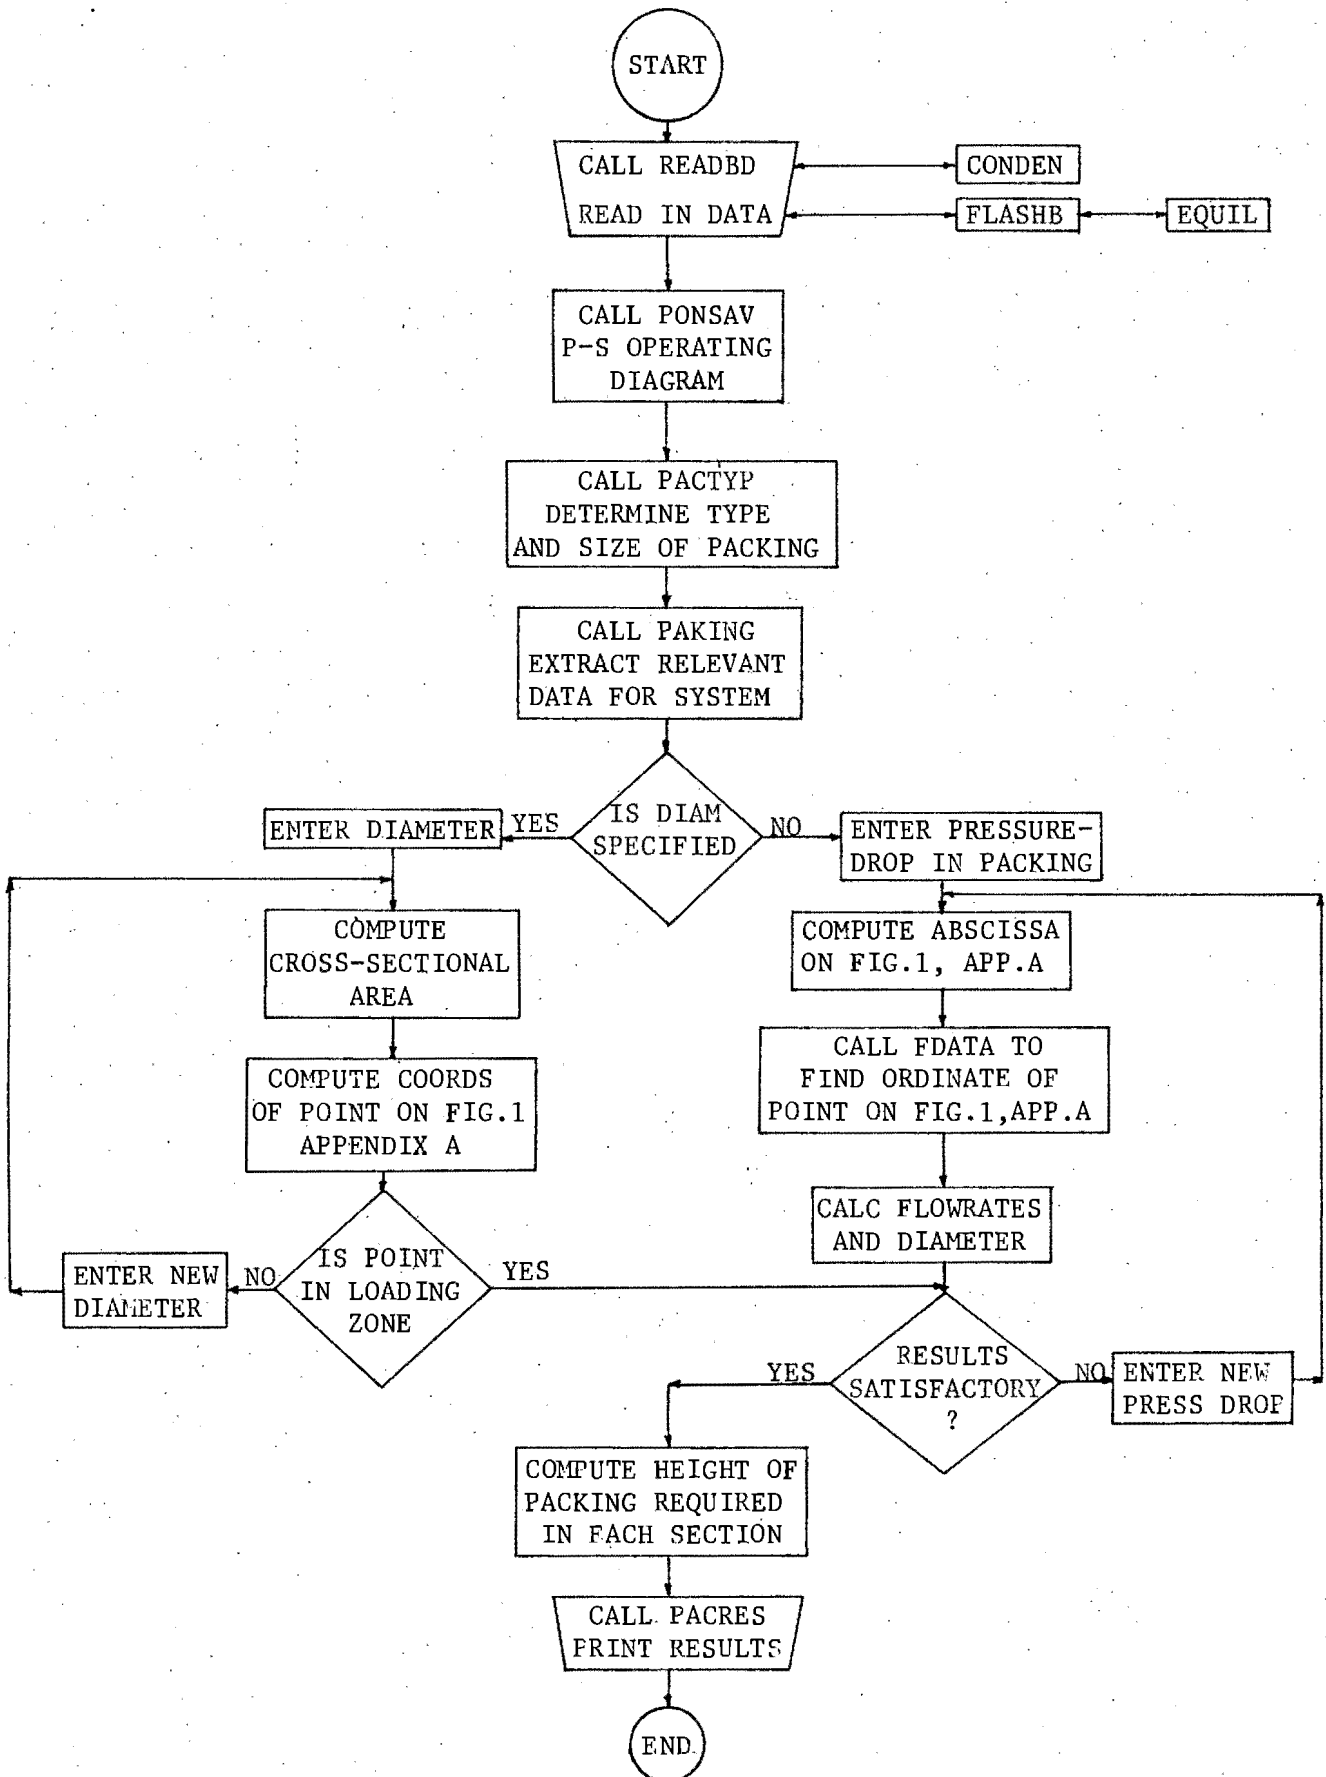 START
CALL READBD
READ IN DATA
CONDEN
FLASHB
EQUIL
CALL PONSAV
P-S OPERATING
DIAGRAM
CALL PACTYP
DETERMINE TYPE
AND SIZE OF PACKING
CALL PAKING
EXTRACT RELEVANT
DATA FOR SYSTEM
IS DIAM
SPECIFIED
YES
NO
ENTER DIAMETER
ENTER PRESSURE-
DROP IN PACKING
COMPUTE
CROSS-SECTIONAL
AREA
COMPUTE ABSCISSA
ON FIG.1, APP.A
COMPUTE COORDS
OF POINT ON FIG.1
APPENDIX A
CALL FDATA TO
FIND ORDINATE OF
POINT ON FIG.1,APP.A
CALC FLOWRATES
AND DIAMETER
IS POINT
IN LOADING
ZONE
NO
YES
ENTER NEW
DIAMETER
RESULTS
SATISFACTORY
?
YES
NO
ENTER NEW
PRESS DROP
COMPUTE HEIGHT OF
PACKING REQUIRED
IN EACH SECTION
CALL PACRES
PRINT RESULTS
END